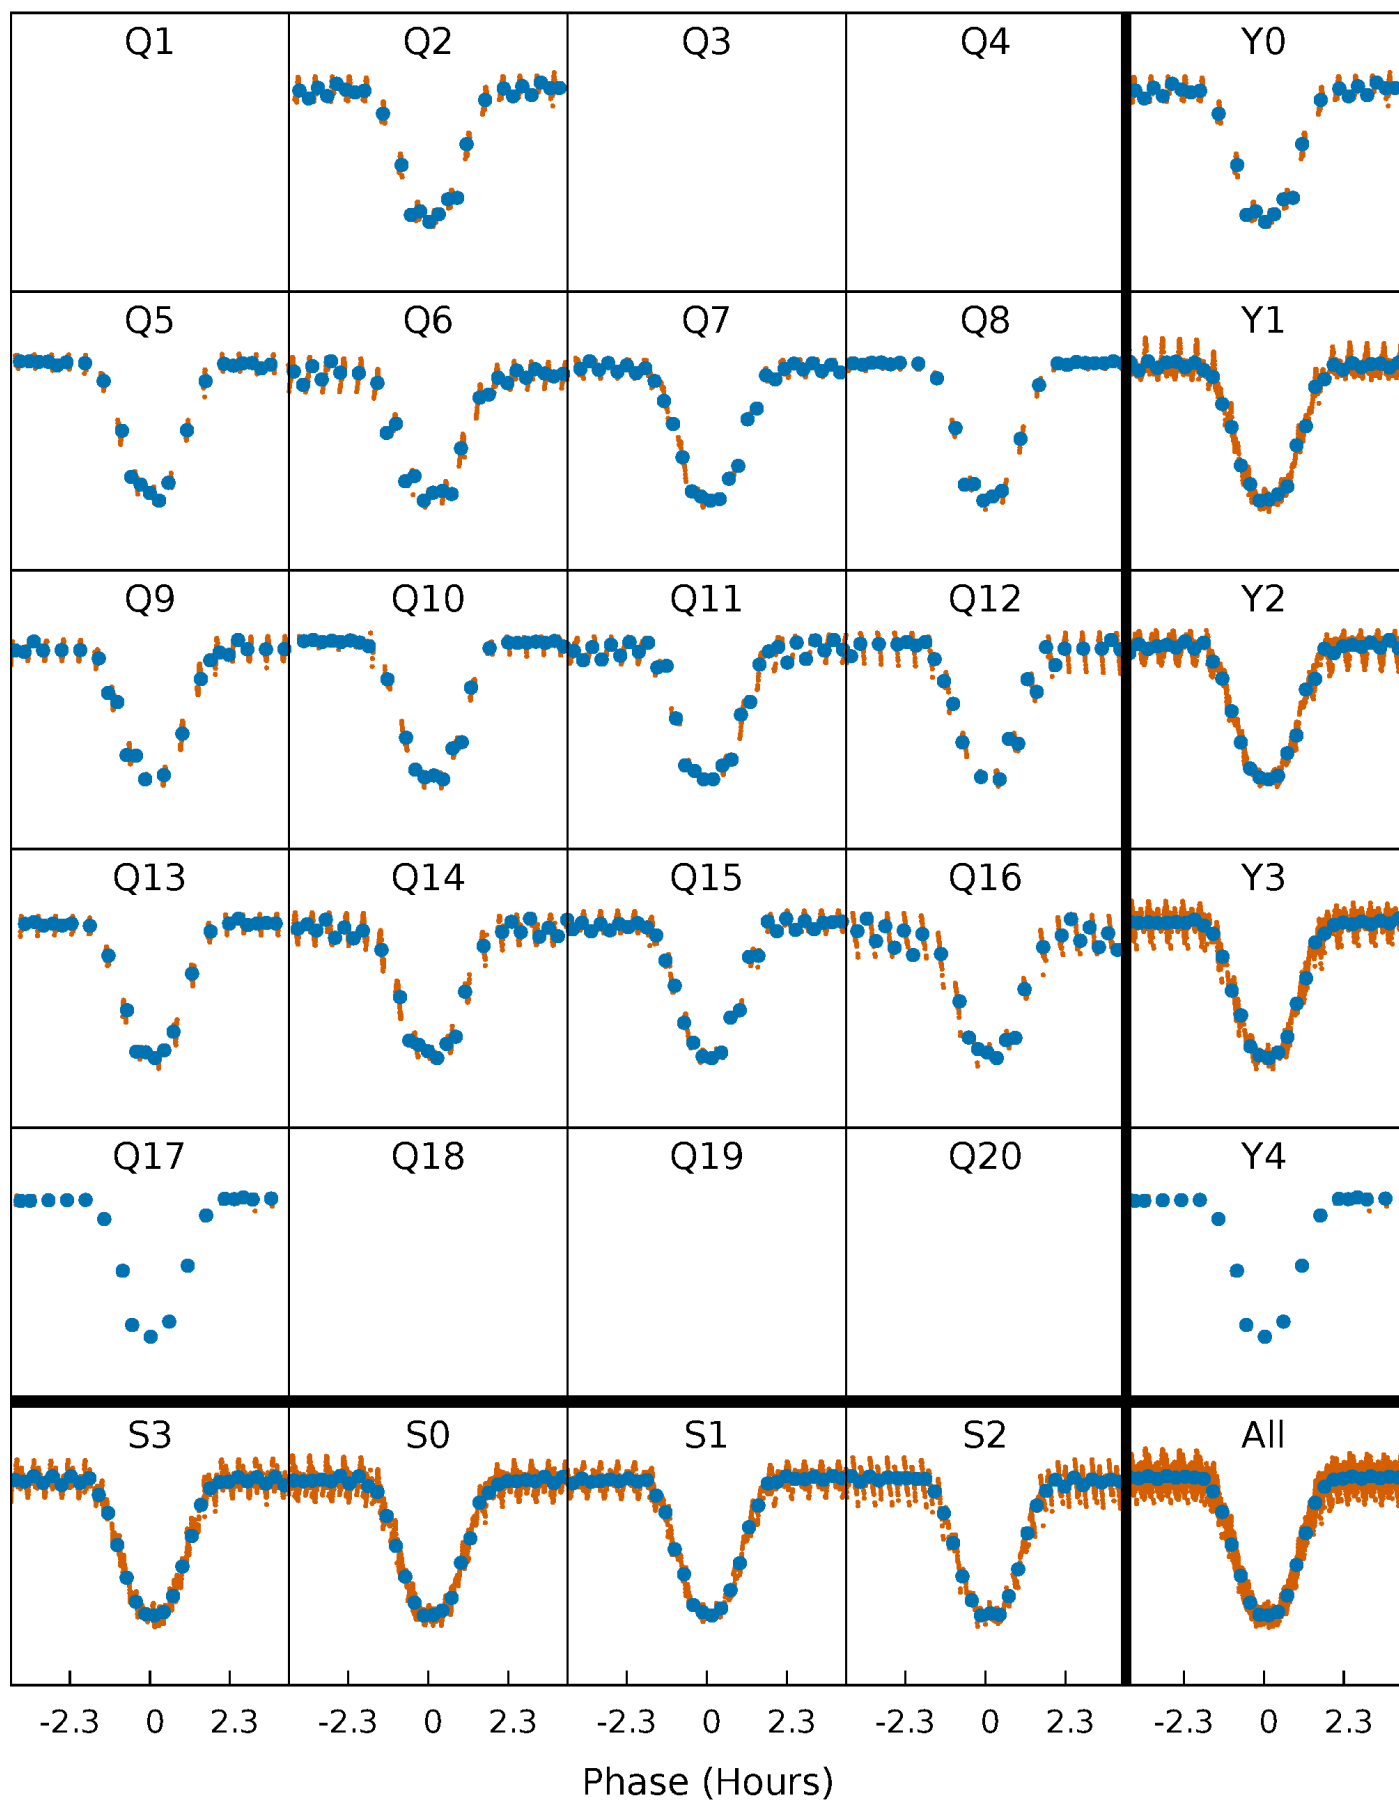 Q1 Q2 Q3 Q4 Y0
Q5 Q6 Q7 Q8 Y1
Q9 Q10 Q11 Q12 Y2
Q13 Q14 Q15 Q16 Y3
Q17 Q18 Q19 Q20 Y4
S3 S0 S1 S2 All
-2.3 0 2.3 -2.3 0 2.3 -2.3 0 2.3 -2.3 0 2.3 -2.3 0 2.3
Phase (Hours)